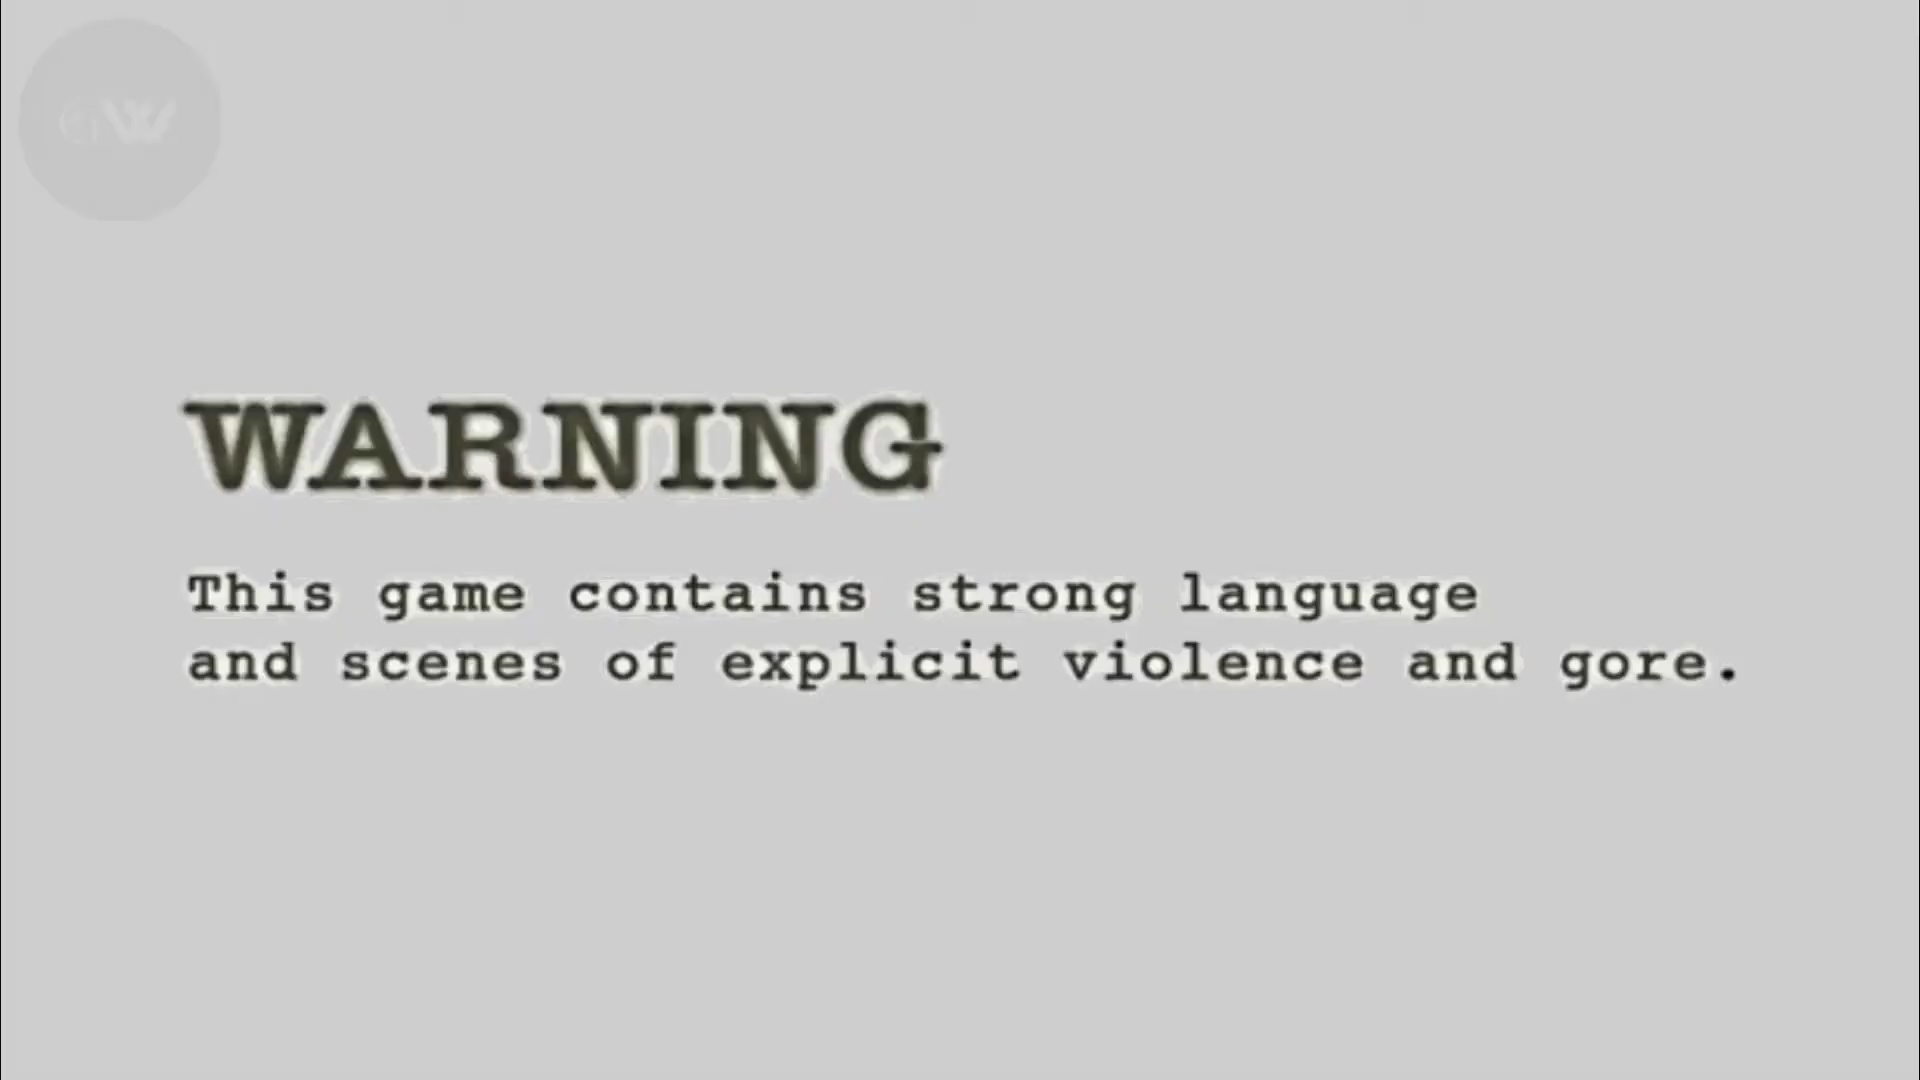 WARNING
This game contains strong language
and scenes of explicit violence and gore.